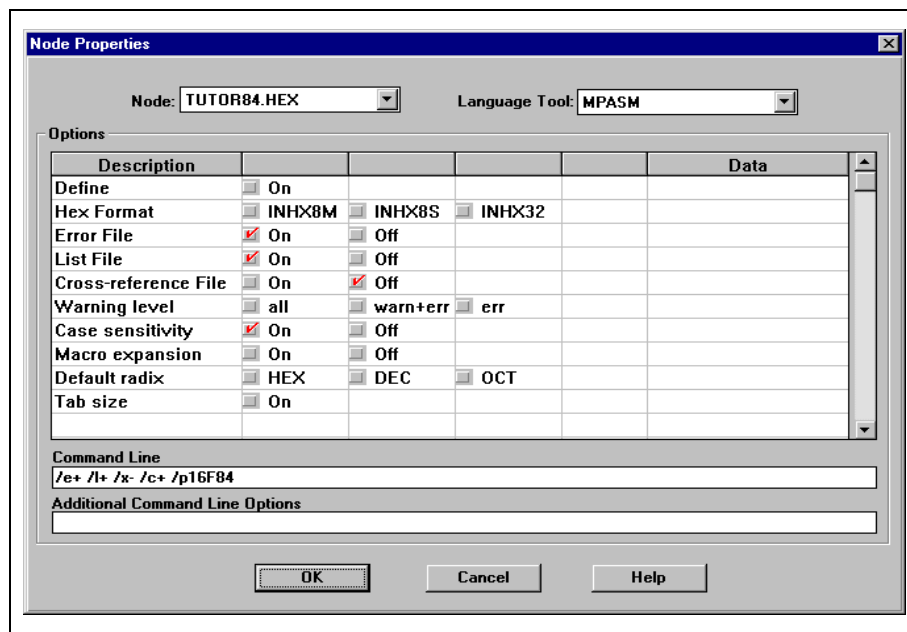 Node Properties
Node: TUTOR84.HEX Language Tool: MPASM
Options
Description Data
Define On
Hex Format INHX8M INHX8S INHX32
Error File On Off
List File On Off
Cross-reference File On Off
Warning level all warn+err err
Case sensitivity On Off
Macro expansion On Off
Default radix HEX DEC OCT
Tab size On
Command Line
/e+ /l+ /x- /c+ /p16F84
Additional Command Line Options
OK Cancel Help